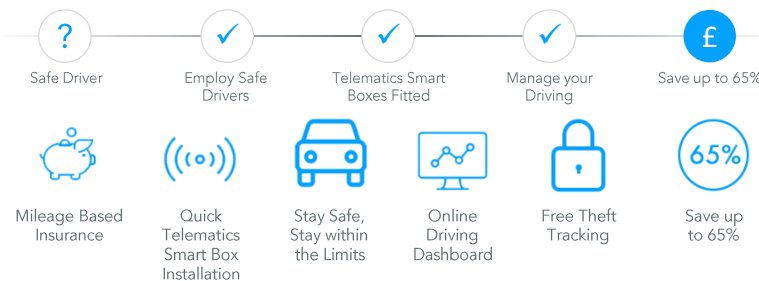 ?
£
Safe Driver
Employ Safe
Drivers
Telematics Smart
Boxes Fitted
Manage your
Driving
Save up to 65%
65%
Mileage Based
Insurance
Quick
Telematics
Smart Box
Installation
Stay Safe,
Stay within
the Limits
Online
Driving
Dashboard
Free Theft
Tracking
Save up
to 65%